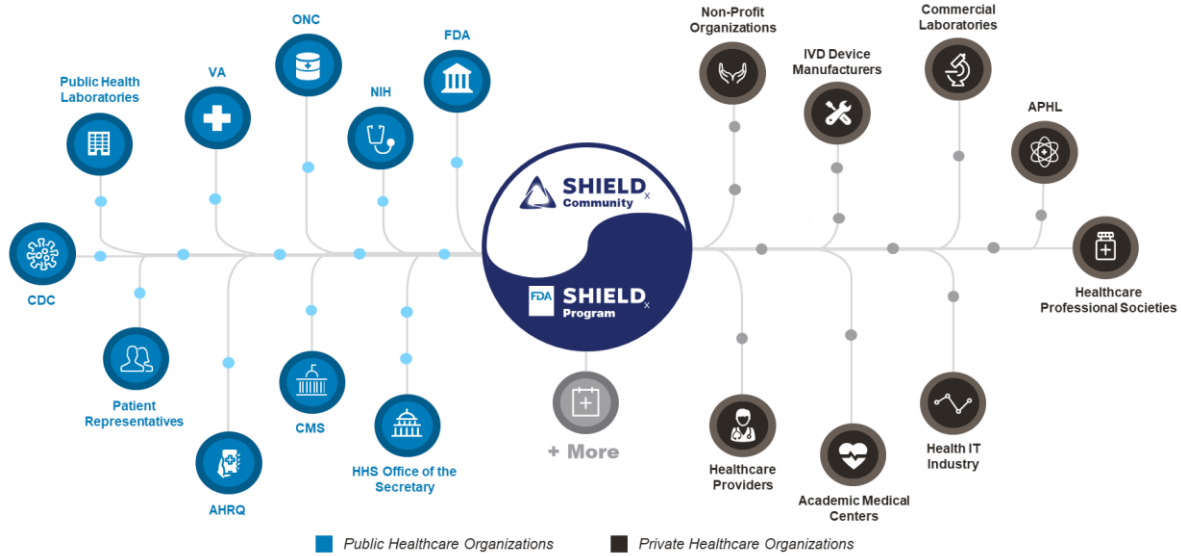 ONC
FDA
VA
NIH
Public Health
Laboratories
CDC
Patient
Representatives
AHRQ
CMS
HHS Office of the
Secretary
SHIELD x
Community
FDA
SHIELD x
Program
+ More
Non-Profit
Organizations
IVD Device
Manufacturers
Commercial
Laboratories
APHL
Healthcare
Professional Societies
Healthcare
Providers
Academic Medical
Centers
Health IT
Industry
Public Healthcare Organizations
Private Healthcare Organizations